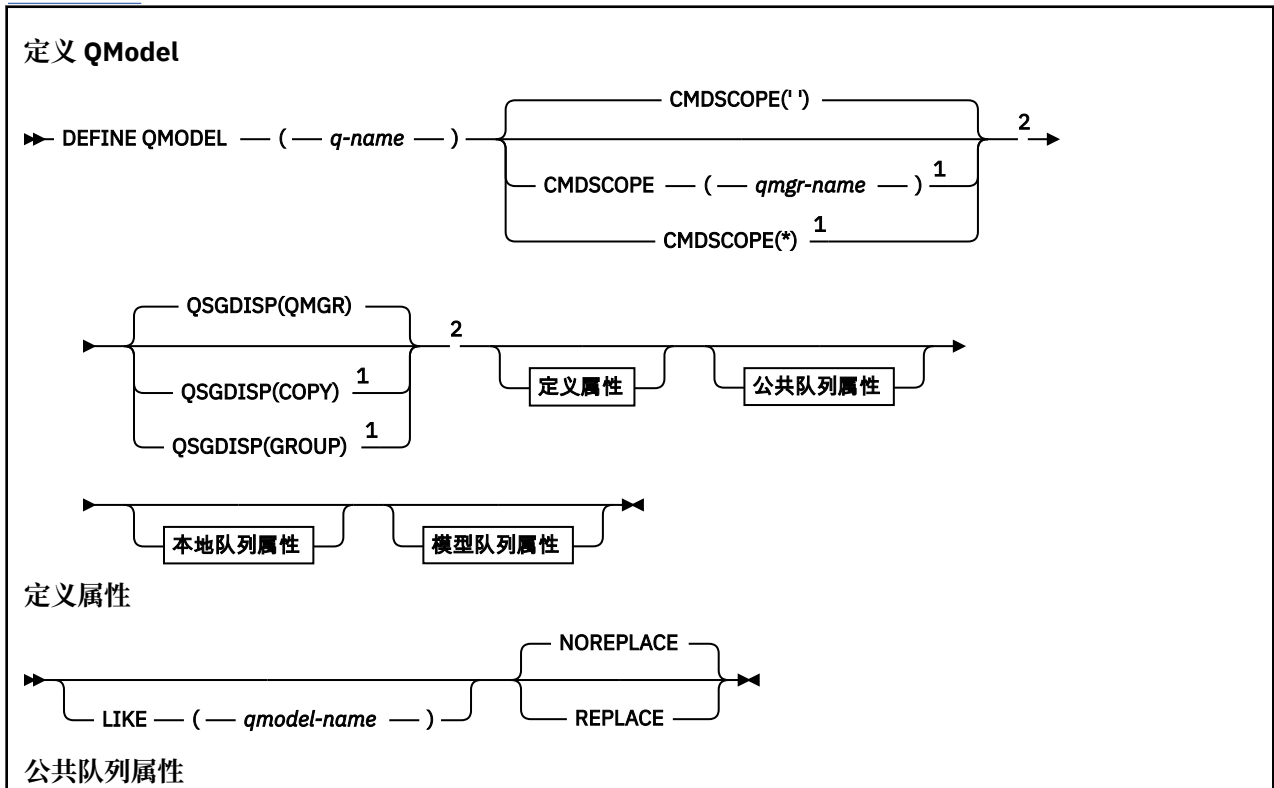 定义 QModel
CMDSCOPE(' ')
DEFINE QMODEL ( q-name ) 2
CMDSCOPE ( qmgr-name ) 1
CMDSCOPE(*) 1
QSGDISP(QMGR)
2
QSGDISP(COPY) 1
定义属性 公共队列属性
QSGDISP(GROUP) 1
本地队列属性 模型队列属性
定义属性
NOREPLACE
LIKE ( qmodel-name ) REPLACE
公共队列属性